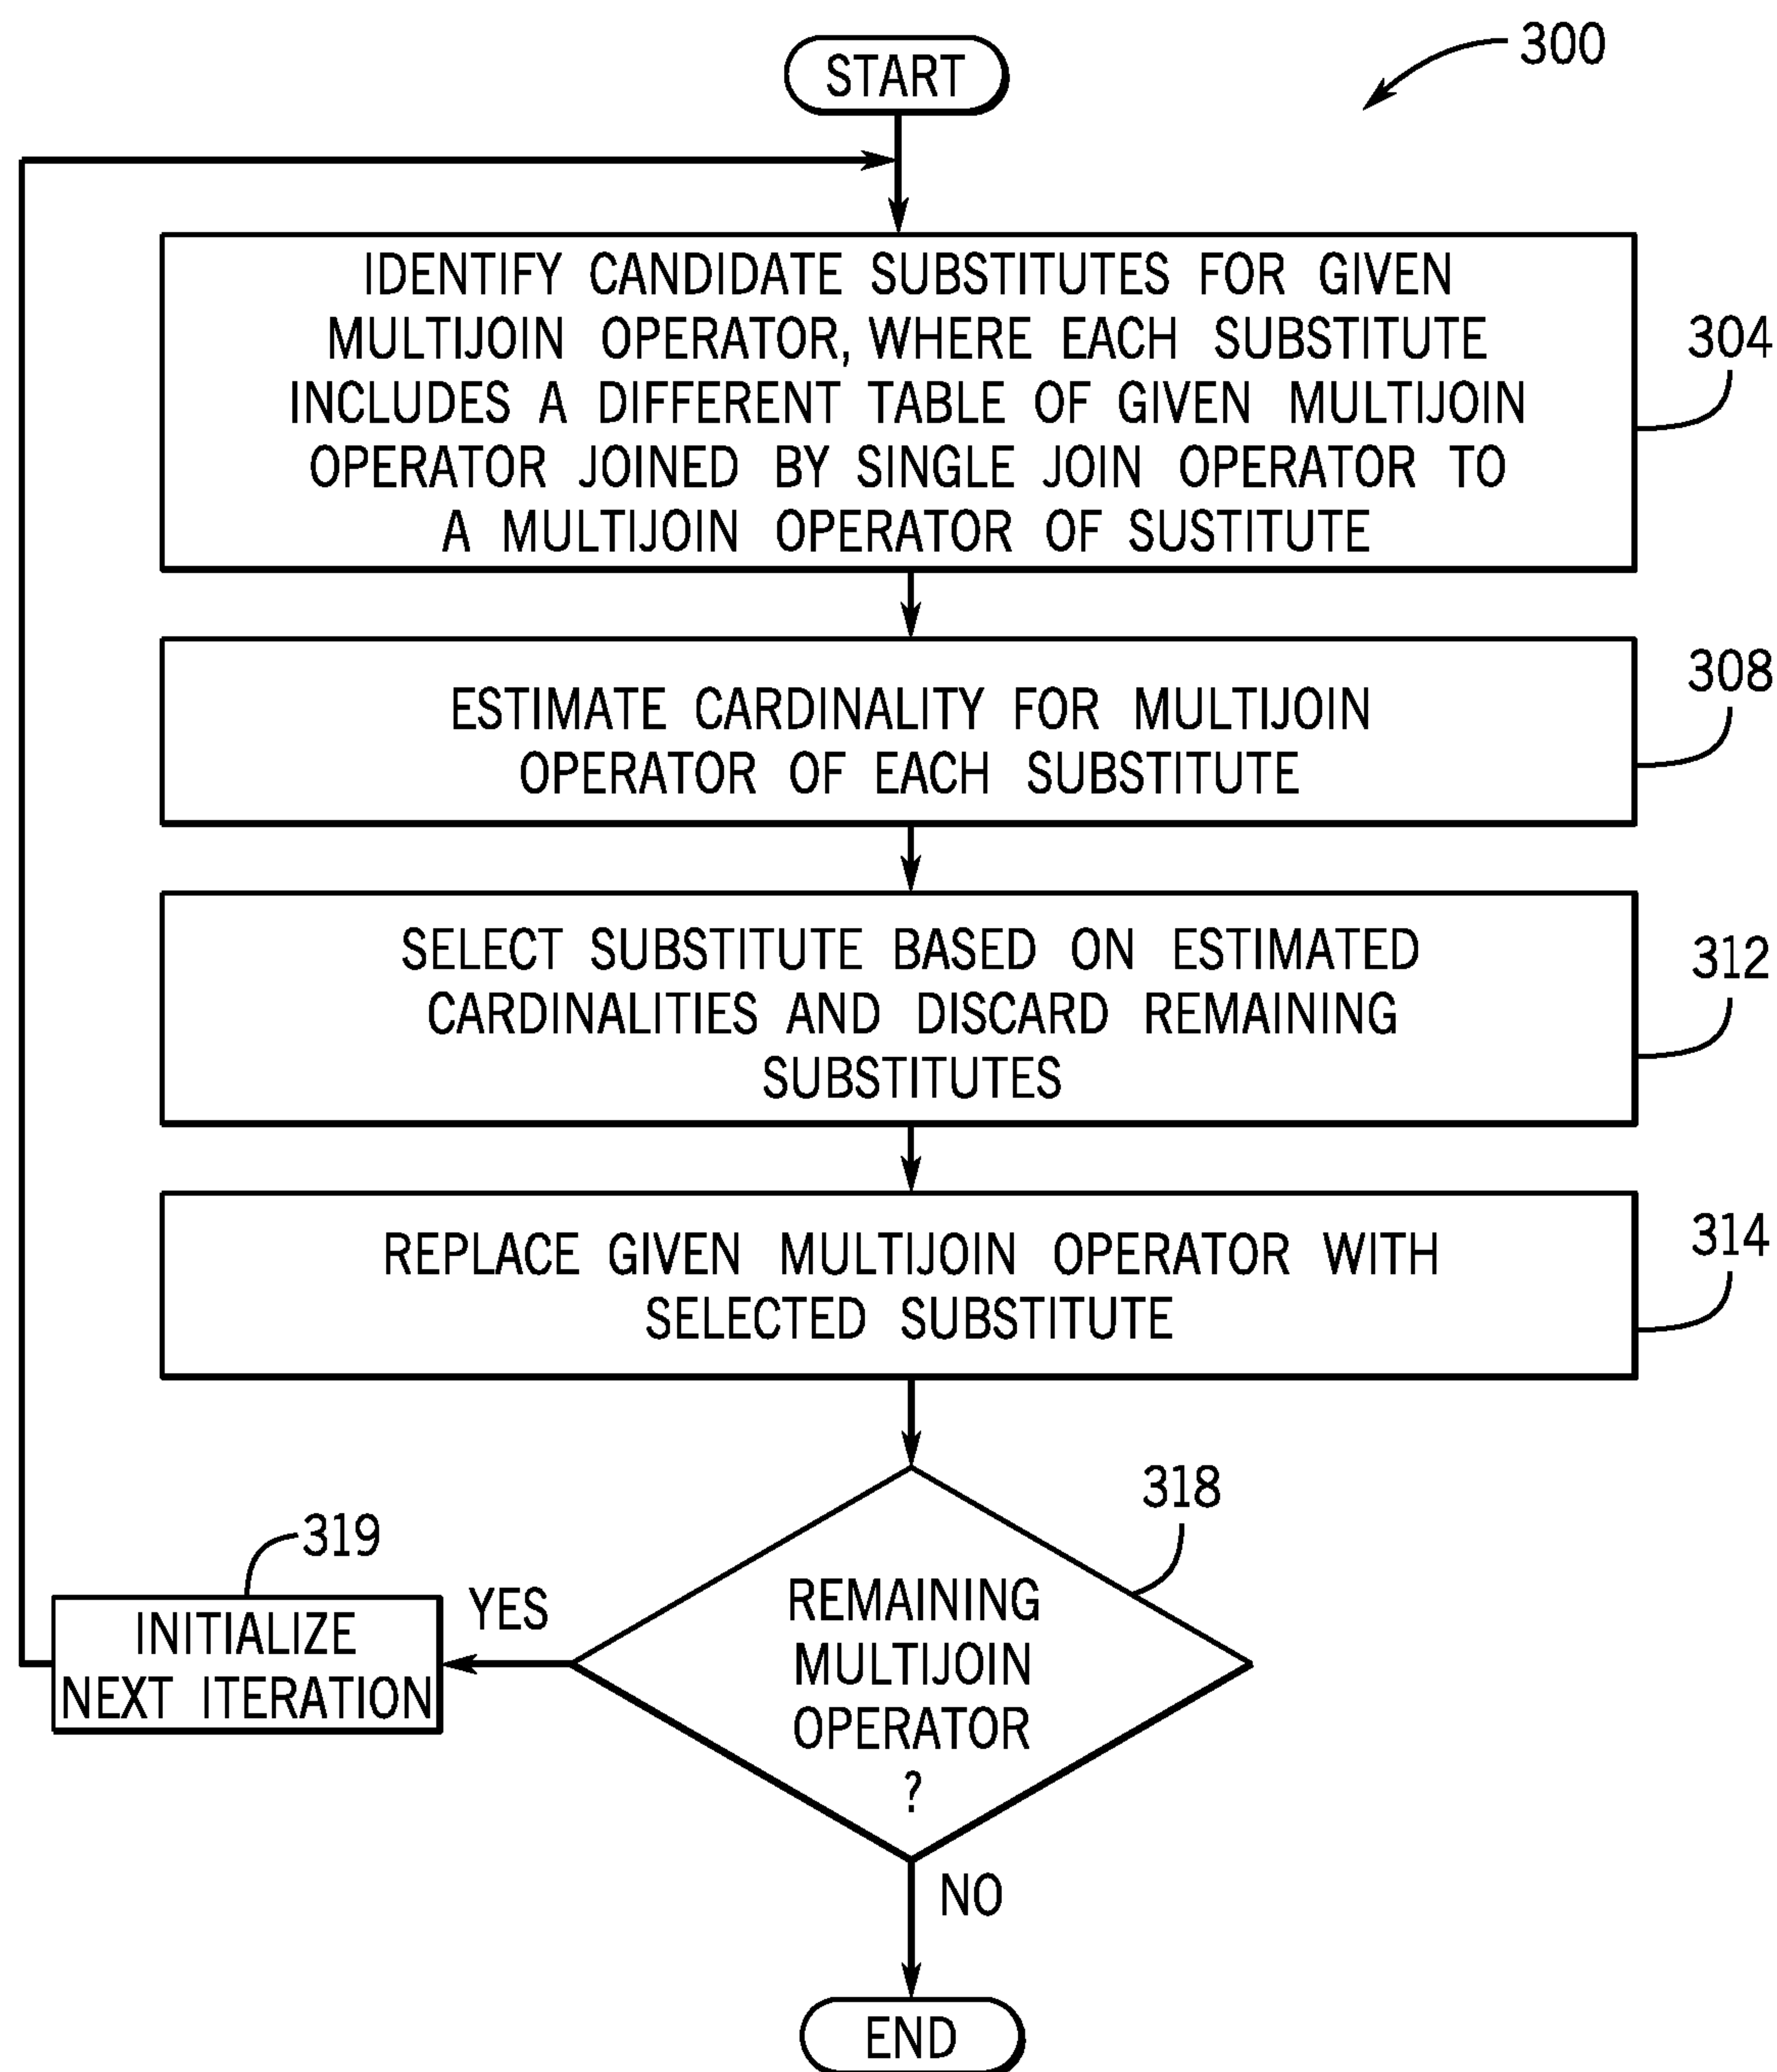 START
300
IDENTIFY CANDIDATE SUBSTITUTES FOR GIVEN
MULTIJOIN OPERATOR, WHERE EACH SUBSTITUTE
INCLUDES A DIFFERENT TABLE OF GIVEN MULTIJOIN
OPERATOR JOINED BY SINGLE JOIN OPERATOR TO
A MULTIJOIN OPERATOR OF SUSTITUTE
304
ESTIMATE CARDINALITY FOR MULTIJOIN
OPERATOR OF EACH SUBSTITUTE
308
SELECT SUBSTITUTE BASED ON ESTIMATED
CARDINALITIES AND DISCARD REMAINING
SUBSTITUTES
312
REPLACE GIVEN MULTIJOIN OPERATOR WITH
SELECTED SUBSTITUTE
314
REMAINING
MULTIJOIN
OPERATOR
?
318
YES
INITIALIZE
NEXT ITERATION
319
NO
END